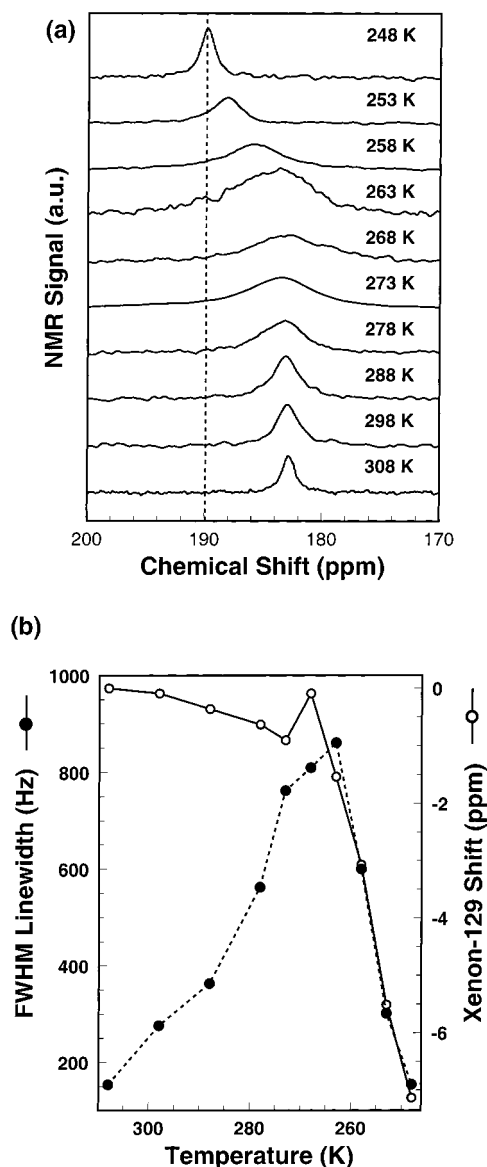 (a)
248 K
253 K
258 K
263 K
268 K
273 K
278 K
288 K
298 K
308 K
NMR Signal (a.u.)
200
190
180
170
Chemical Shift (ppm)
(b)
FWHM Linewidth (Hz)
1000
800
600
400
200
0
-2
-4
-6
Xenon-129 Shift (ppm)
300
280
260
Temperature (K)